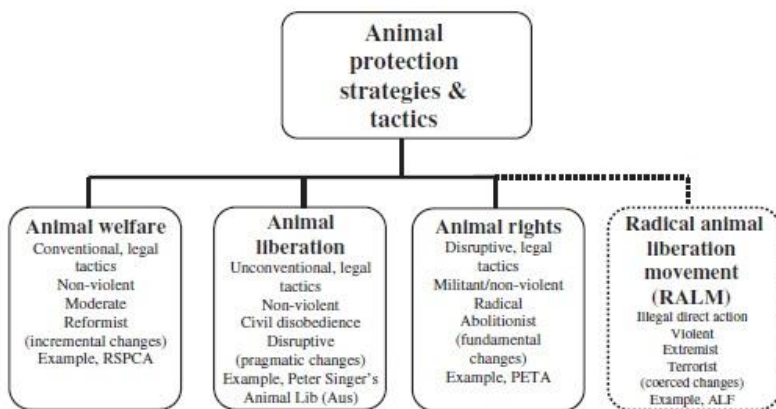 Animal
protection
strategies &
tactics
Animal welfare
Conventional, legal
tactics
Non-violent
Moderate
Reformist
(incremental changes)
Example, RSPCA
Animal
liberation
Unconventional, legal
tactics
Non-violent
Civil disobedience
Disruptive
(pragmatic changes)
Example, Peter Singer's
Animal Lib (Aus)
Animal rights
Disruptive, legal
tactics
Militant/non-violent
Radical
Abolitionist
(fundamental
changes)
Example, PETA
Radical animal
liberation
movement
(RALM)
Illegal direct action
Violent
Extremist
Terrorist
(coerced changes)
Example, ALF